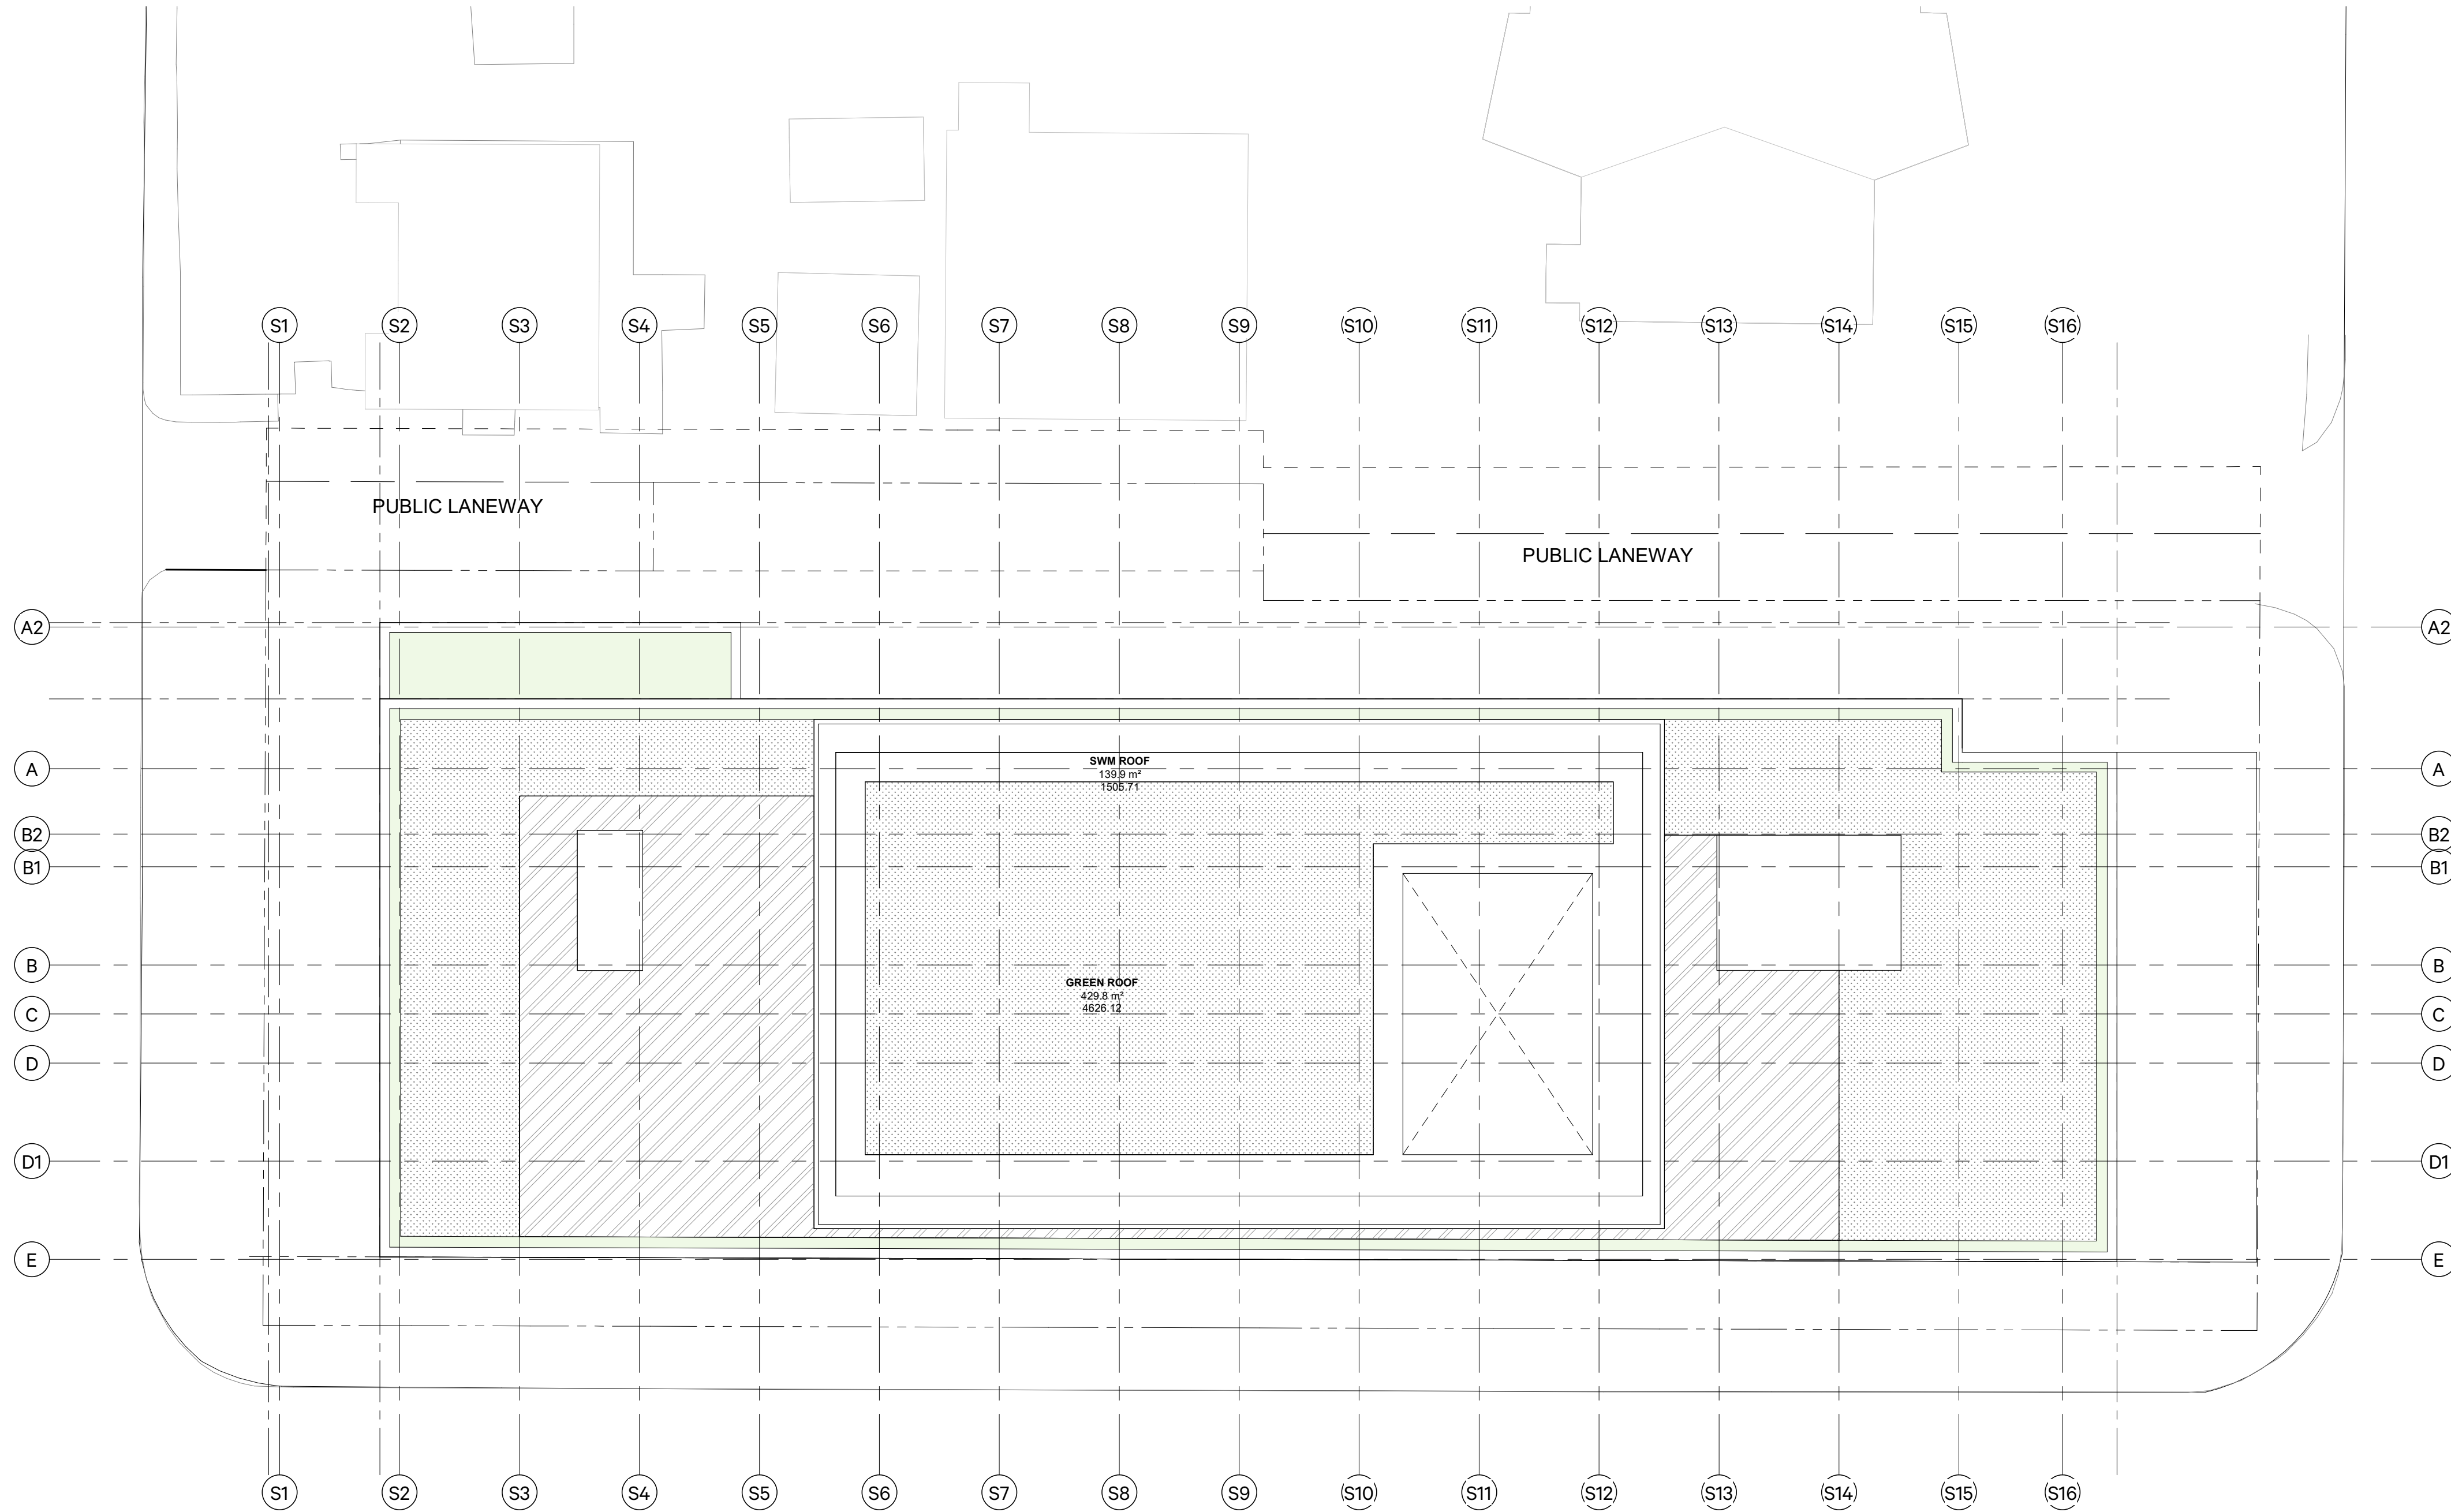 S1 S2 S3 S4 S5 S6 S7 S8 S9 S10 S11 S12 S13 S14 S15 S16
PUBLIC LANEWAY
PUBLIC LANEWAY
A2 A2
SWM ROOF
A A
139.9 m²
1505.71
B2 B2
B1 B1
B B
GREEN ROOF
429.8 m²
4626.12
C C
D D
D1 D1
E E
S1 S2 S3 S4 S5 S6 S7 S8 S9 S10 S11 S12 S13 S14 S15 S16